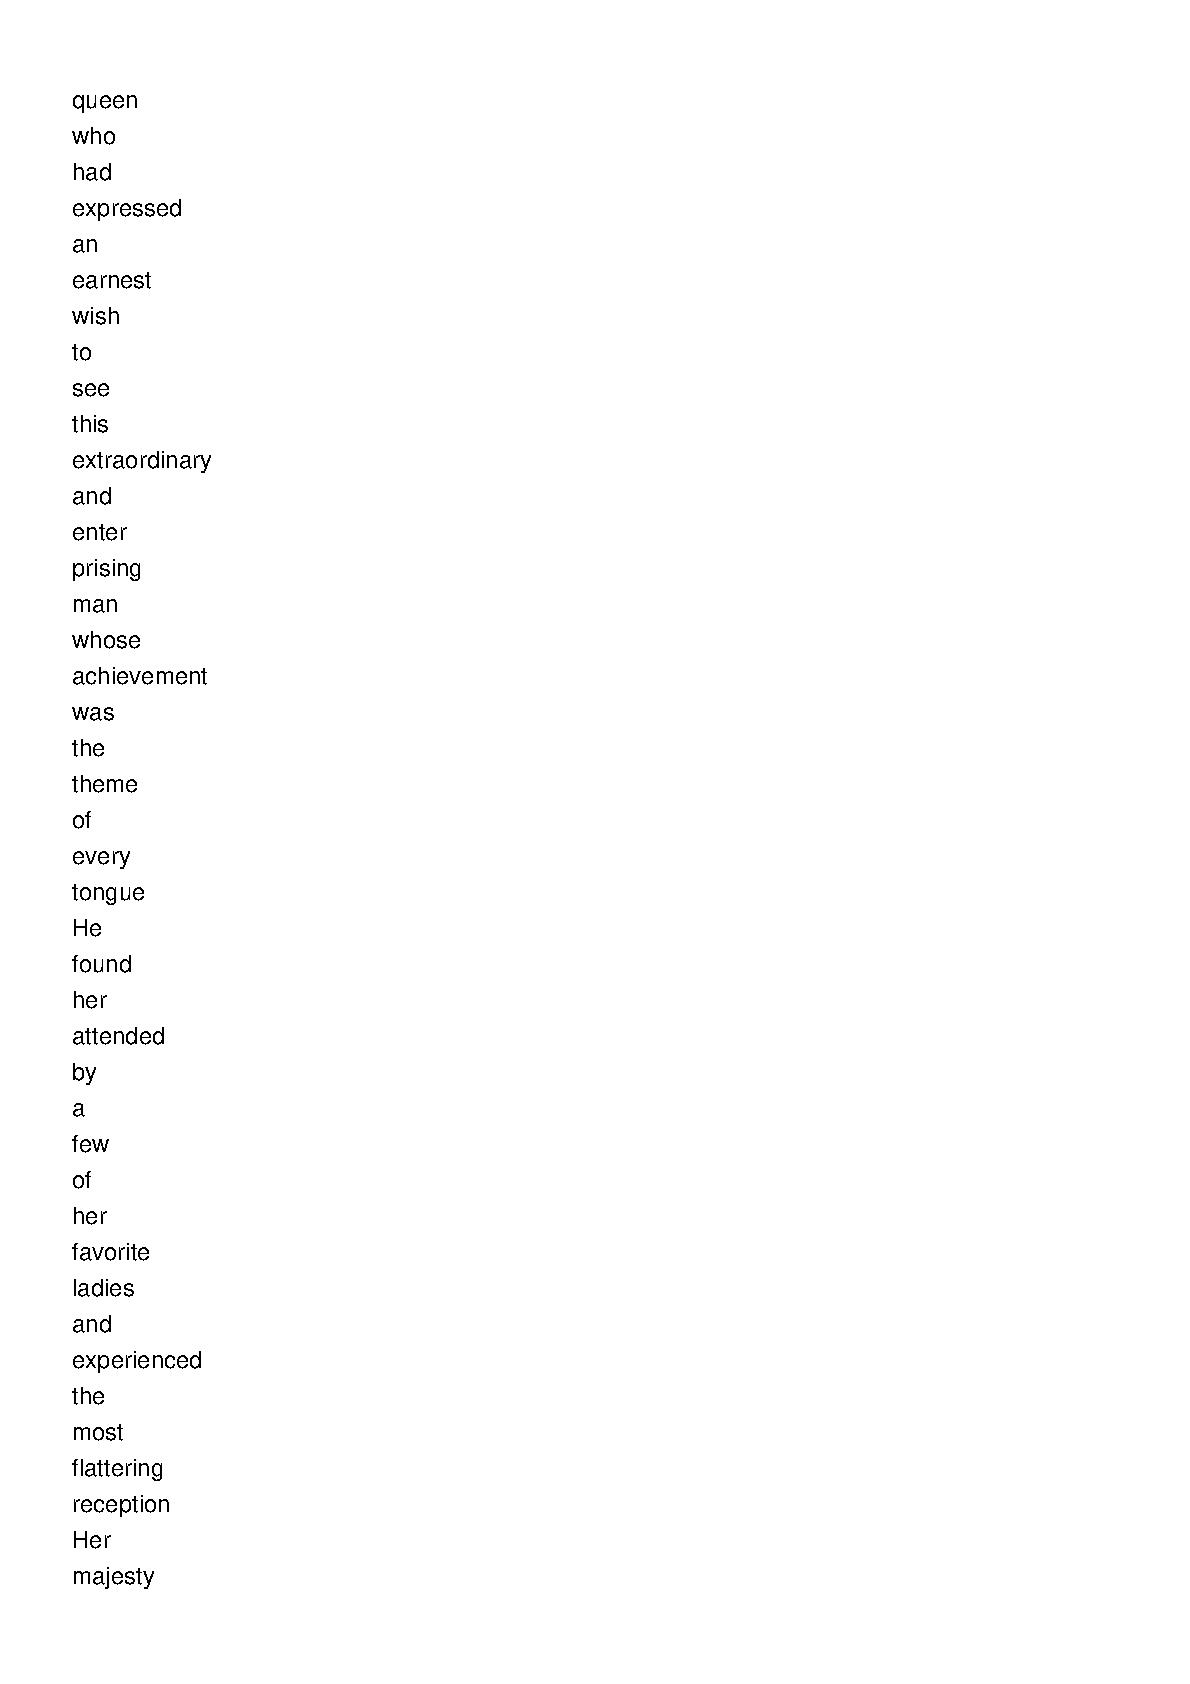 queen
who
had
expressed
an
earnest
wish
to
see
this
extraordinary
and
enter
prising
man
whose
achievement
was
the
theme
of
every
tongue
He
found
her
attended
by
a
few
of
her
favorite
ladies
and
experienced
the
most
flattering
reception
Her
majesty